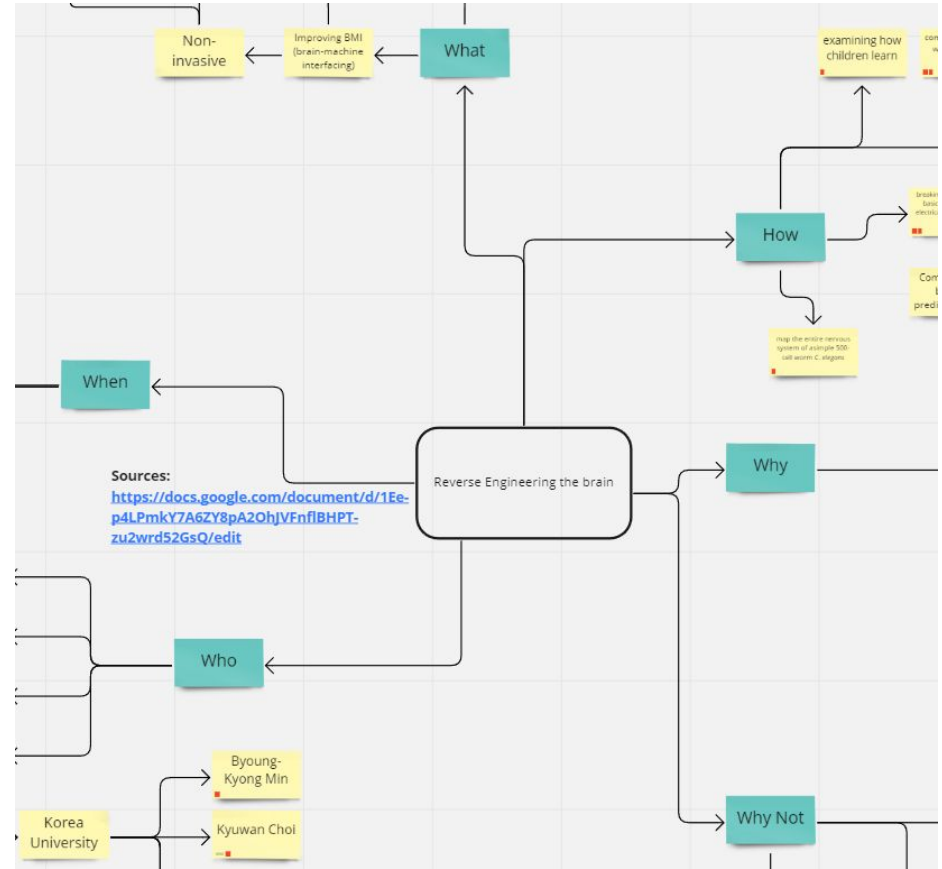 Non-
invasive
Improving BMI
(brain-machine
interfacing)
What
examining how
children learn
How
map the entire nervous
system of asimple 500-
cell worm C. elegans
When
Sources:
https://docs.google.com/document/d/1Ee-
p4LPmkY7A6ZY8pA2OhJVFnflBHPT-
zu2wrd52GsQ/edit
Reverse Engineering the brain
Why
Who
Byoung-
Kyong Min
Korea
University
Kyuwan Choi
Why Not